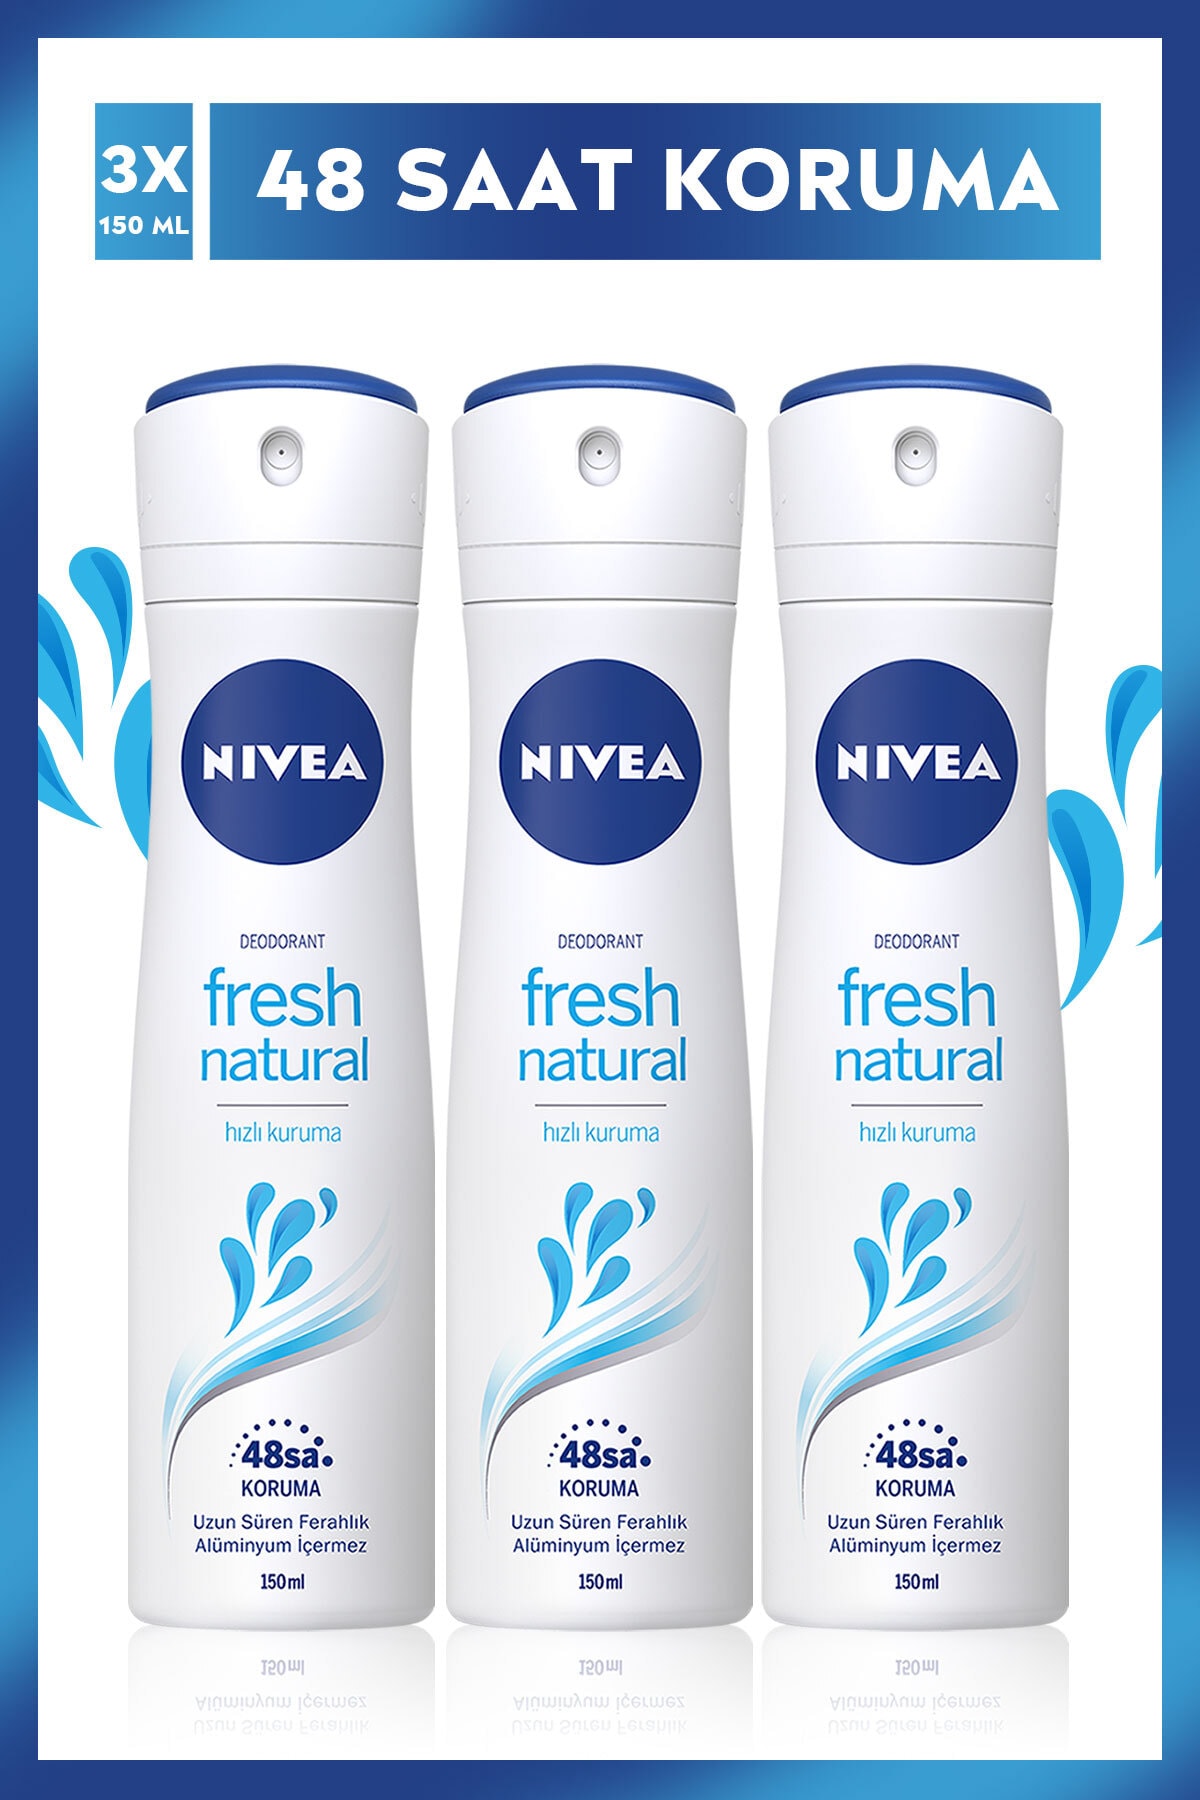 3X
150 ML
48 SAAT KORUMA
NIVEA
DEODORANT
fresh
natural
hızlı kuruma
48sa.
KORUMA
Uzun Süren Ferahlık
Alüminyum İçermez
150ml
NIVEA
DEODORANT
fresh
natural
hızlı kuruma
48sa.
KORUMA
Uzun Süren Ferahlık
Alüminyum İçermez
150ml
NIVEA
DEODORANT
fresh
natural
hızlı kuruma
48sa.
KORUMA
Uzun Süren Ferahlık
Alüminyum İçermez
150ml